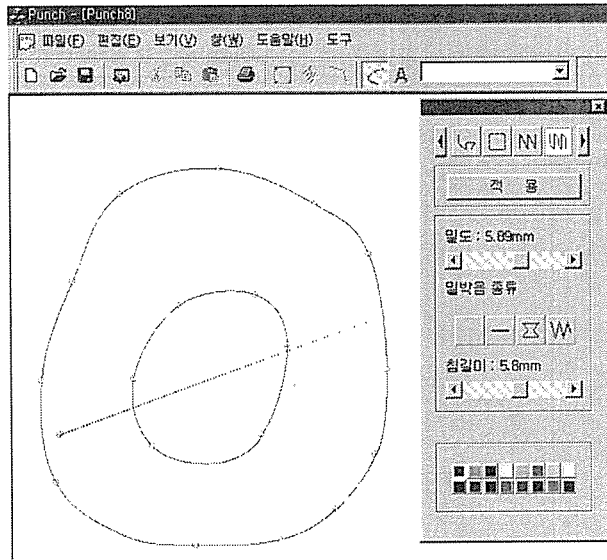 Punch - [Punch8]
파일(F) 편집(E) 보기(V) 창(W) 도움말(H) 도구
A
적 용
밀도 : 5.89mm
밑박음 종류
침길이 : 5.8mm